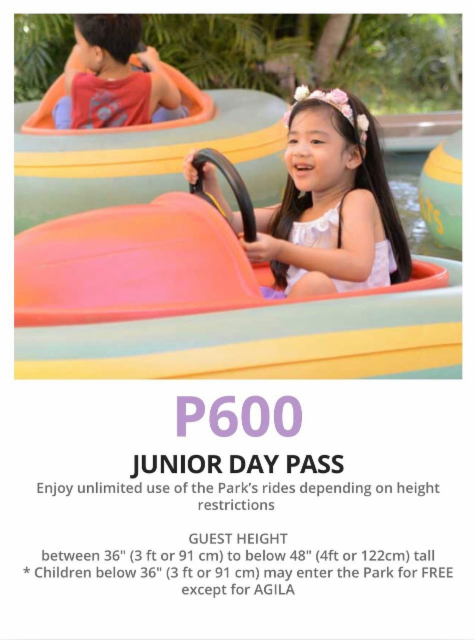 P600
JUNIOR DAY PASS
Enjoy unlimited use of the Park's rides depending on height
restrictions
GUEST HEIGHT
between 36" (3 ft or 91 cm) to below 48" (4ft or 122cm) tall
* Children below 36" (3 ft or 91 cm) may enter the Park for FREE
except for AGILA